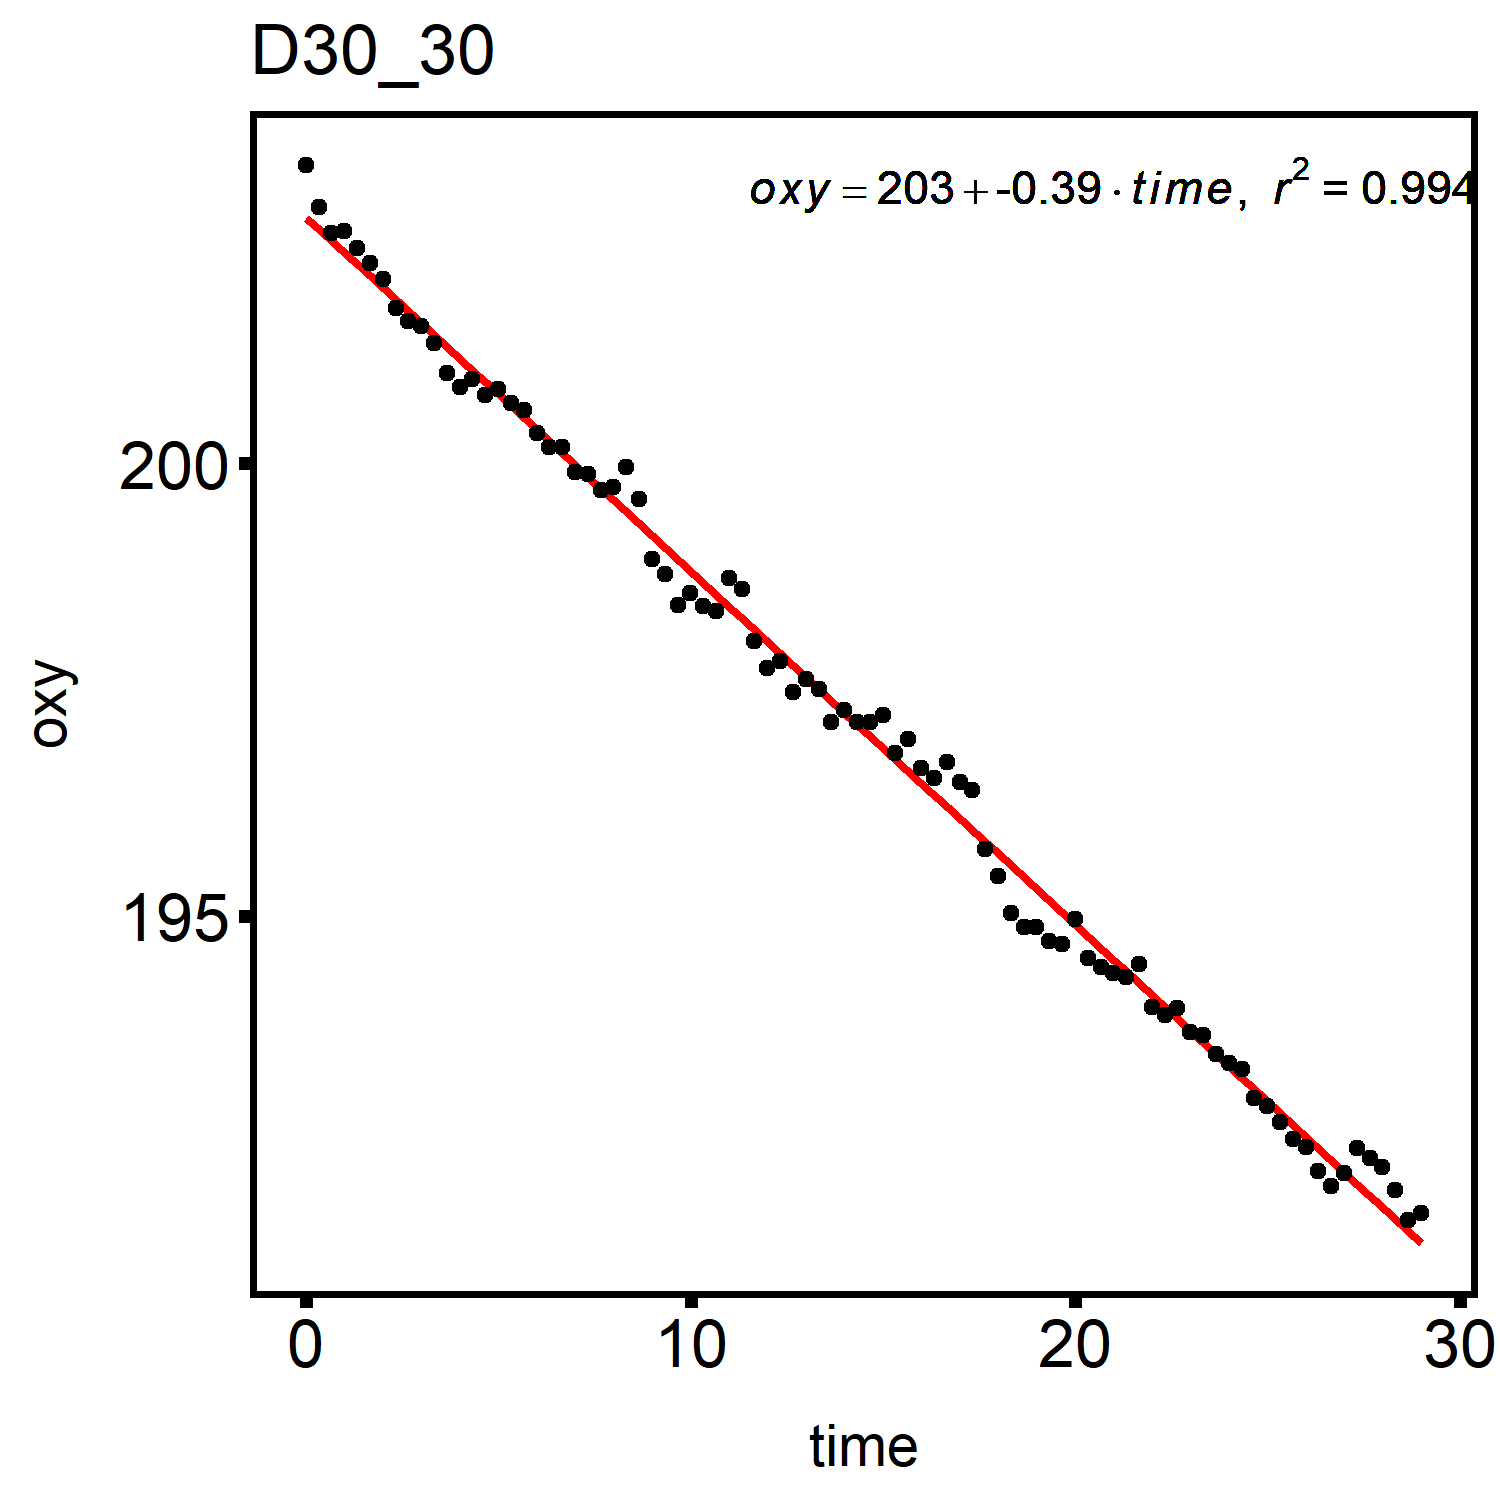 D30_30
oxy = 203 + -0.39 · time, r² = 0.994
200
195
oxy
0 10 20 30
time